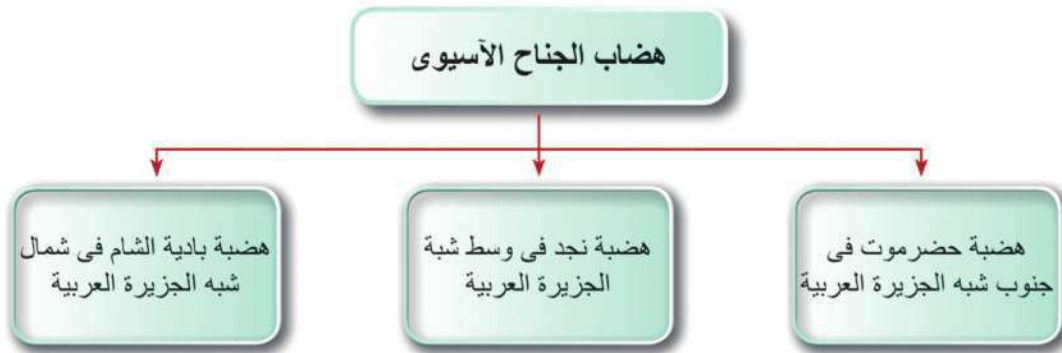 هضاب الجناح الآسيوى
هضبة حضرموت فى
جنوب شبه الجزيرة العربية
هضبة نجد فى وسط شبة
الجزيرة العربية
هضبة بادية الشام فى شمال
شبه الجزيرة العربية